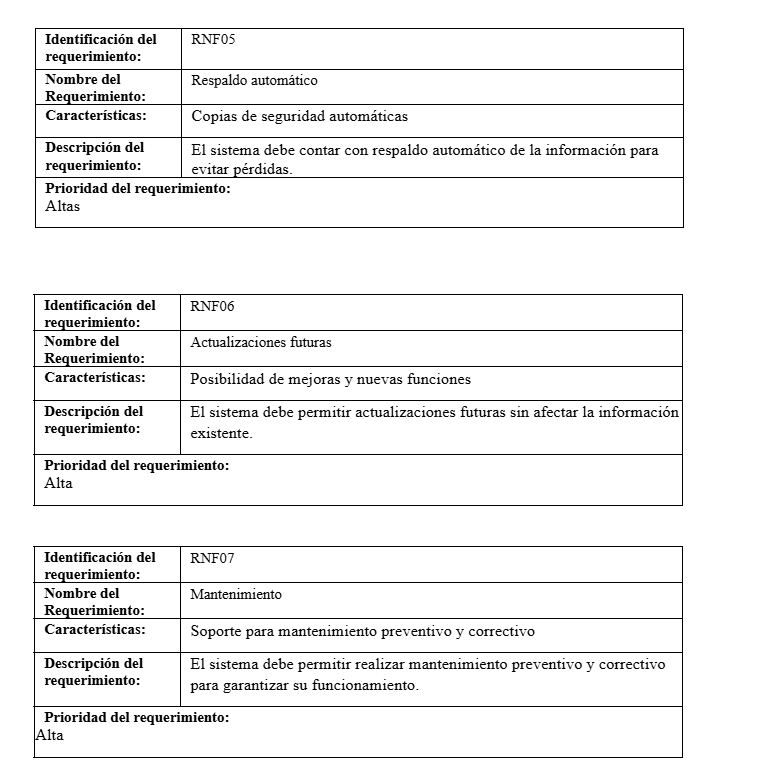 Identificación del RNF05
requerimiento:
Nombre del Respaldo automático
Requerimiento:
Características: Copias de seguridad automáticas
Descripción del El sistema debe contar con respaldo automático de la información para
requerimiento: evitar pérdidas.
Prioridad del requerimiento:
Altas
Identificación del RNF06
requerimiento:
Nombre del Actualizaciones futuras
Requerimiento:
Características: Posibilidad de mejoras y nuevas funciones
Descripción del El sistema debe permitir actualizaciones futuras sin afectar la información
requerimiento: existente.
Prioridad del requerimiento:
Alta
Identificación del RNF07
requerimiento:
Nombre del Mantenimiento
Requerimiento:
Características: Soporte para mantenimiento preventivo y correctivo
Descripción del El sistema debe permitir realizar mantenimiento preventivo y correctivo
requerimiento: para garantizar su funcionamiento.
Prioridad del requerimiento:
Alta